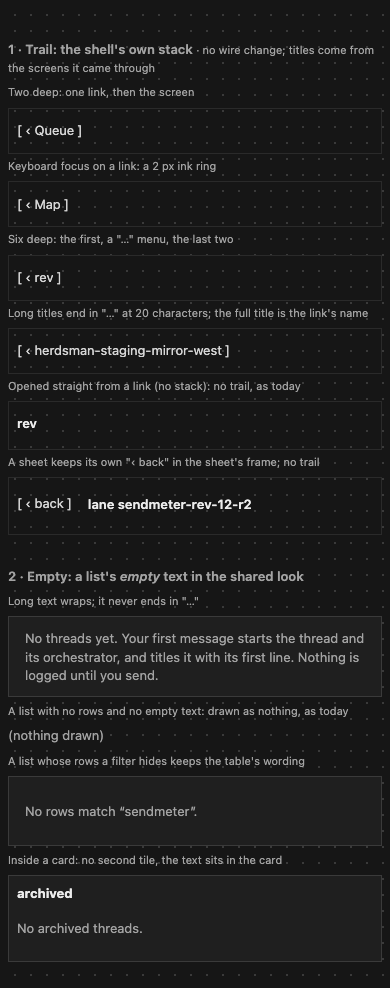 1 · Trail: the shell's own stack · no wire change; titles come from
the screens it came through
Two deep: one link, then the screen
[ ‹ Queue ]
Keyboard focus on a link: a 2 px ink ring
[ ‹ Map ]
Six deep: the first, a "…" menu, the last two
[ ‹ rev ]
Long titles end in "…" at 20 characters; the full title is the link's name
[ ‹ herdsman-staging-mirror-west ]
Opened straight from a link (no stack): no trail, as today
rev
A sheet keeps its own "‹ back" in the sheet's frame; no trail
[ ‹ back ] lane sendmeter-rev-12-r2
2 · Empty: a list's empty text in the shared look
Long text wraps; it never ends in "…"
No threads yet. Your first message starts the thread and
its orchestrator, and titles it with its first line. Nothing is
logged until you send.
A list with no rows and no empty text: drawn as nothing, as today
(nothing drawn)
A list whose rows a filter hides keeps the table's wording
No rows match “sendmeter”.
Inside a card: no second tile, the text sits in the card
archived
No archived threads.